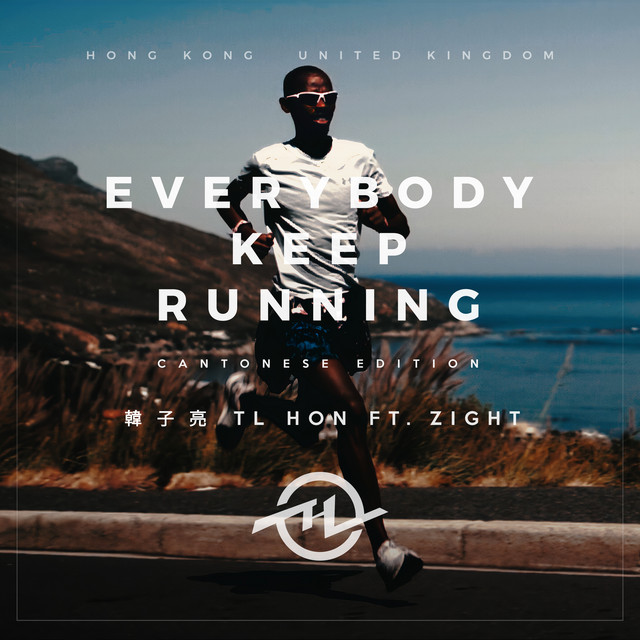 HONG KONG UNITED KINGDOM
EVERYBODY
KEEP
RUNNING
CANTONESE EDITION
韓子亮 TL HON FT. ZIGHT
TL